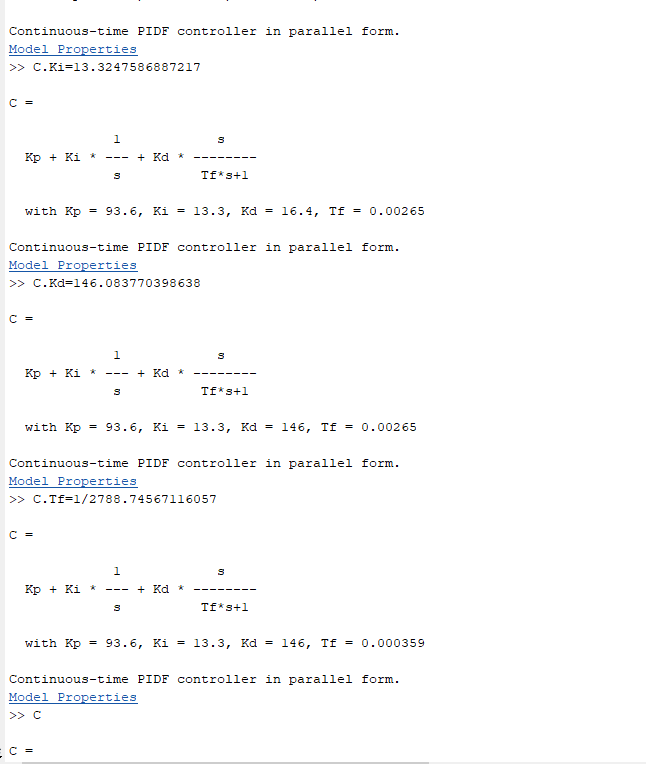 Continuous-time PIDF controller in parallel form.
Model Properties
>> C.Ki=13.3247586887217
C =
1 s
Kp + Ki * --- + Kd * --------
s Tf*s+1
with Kp = 93.6, Ki = 13.3, Kd = 16.4, Tf = 0.00265
Continuous-time PIDF controller in parallel form.
Model Properties
>> C.Kd=146.083770398638
C =
1 s
Kp + Ki * --- + Kd * --------
s Tf*s+1
with Kp = 93.6, Ki = 13.3, Kd = 146, Tf = 0.00265
Continuous-time PIDF controller in parallel form.
Model Properties
>> C.Tf=1/2788.74567116057
C =
1 s
Kp + Ki * --- + Kd * --------
s Tf*s+1
with Kp = 93.6, Ki = 13.3, Kd = 146, Tf = 0.000359
Continuous-time PIDF controller in parallel form.
Model Properties
>> C
C =